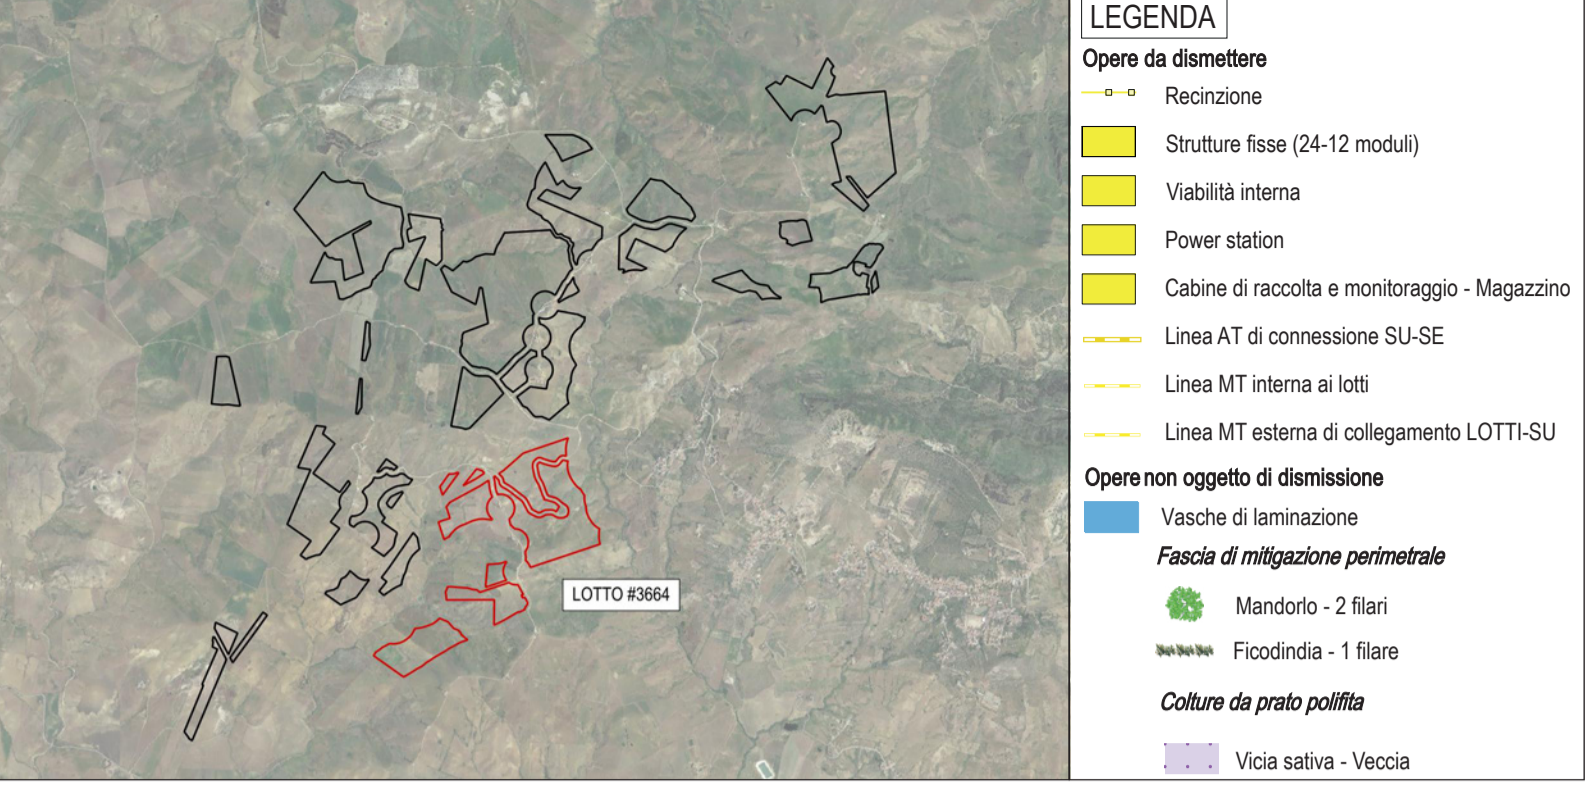 LOTTO #3664
LEGENDA
Opere da dismettere
Recinzione
Strutture fisse (24-12 moduli)
Viabilità interna
Power station
Cabine di raccolta e monitoraggio - Magazzino
Linea AT di connessione SU-SE
Linea MT interna ai lotti
Linea MT esterna di collegamento LOTTI-SU
Opere non oggetto di dismissione
Vasche di laminazione
Fascia di mitigazione perimetrale
Mandorlo - 2 filari
Ficodindia - 1 filare
Colture da prato polifita
Vicia sativa - Veccia